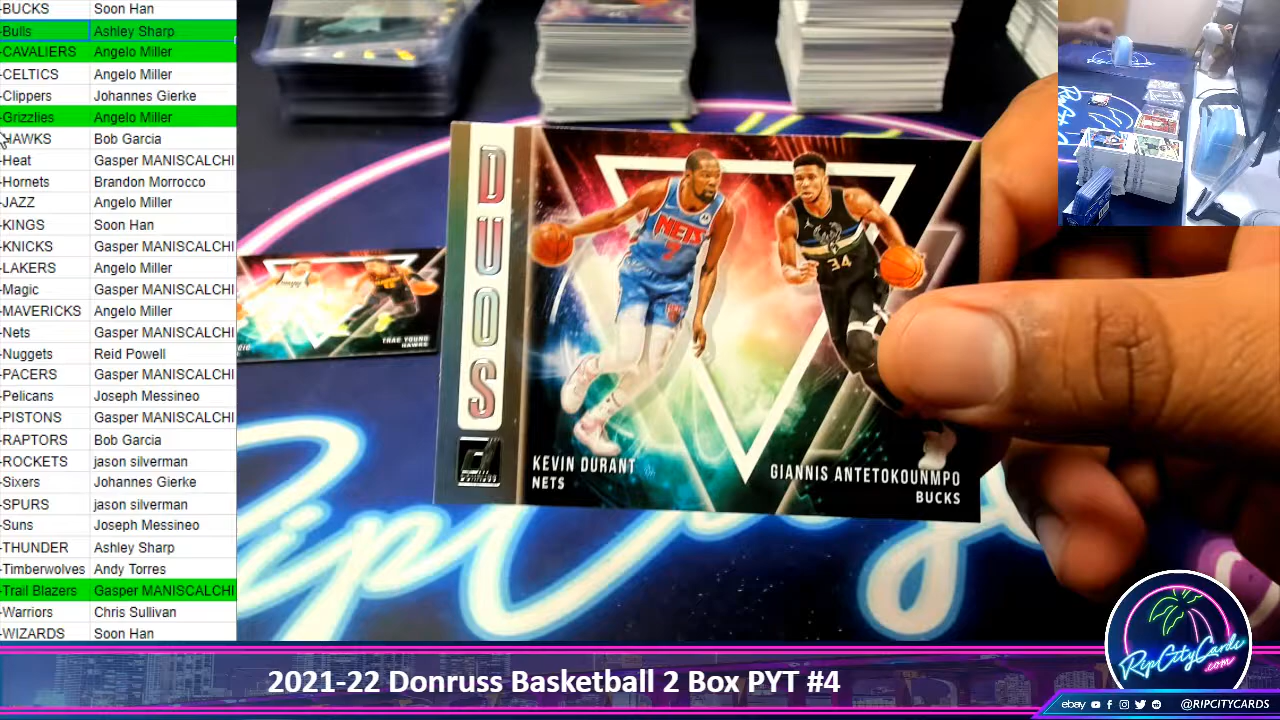 -BUCKS Soon Han
-Bulls Ashley Sharp
-CAVALIERS Angelo Miller
-CELTICS Angelo Miller
-Clippers Johannes Gierke
-Grizzlies Angelo Miller
-HAWKS Bob Garcia
-Heat Gasper MANISCALCHI
-Hornets Brandon Morrocco
-JAZZ Angelo Miller
-KINGS Soon Han
-KNICKS Gasper MANISCALCHI
-LAKERS Angelo Miller
-Magic Gasper MANISCALCHI
-MAVERICKS Angelo Miller
-Nets Gasper MANISCALCHI
-Nuggets Reid Powell
-PACERS Gasper MANISCALCHI
-Pelicans Joseph Messineo
-PISTONS Gasper MANISCALCHI
-RAPTORS Bob Garcia
-ROCKETS jason silverman
-Sixers Johannes Gierke
-SPURS jason silverman
-Suns Joseph Messineo
-THUNDER Ashley Sharp
-Timberwolves Andy Torres
-Trail Blazers Gasper MANISCALCHI
-Warriors Chris Sullivan
-WIZARDS Soon Han
DUOS
NETS
7
34
KEVIN DURANT
NETS
GIANNIS ANTETOKOUNMPO
BUCKS
TRAE YOUNG
HAWKS
RipCity
RipCityCards
.com
2021-22 Donruss Basketball 2 Box PYT #4
ebay @RIPCITYCARDS